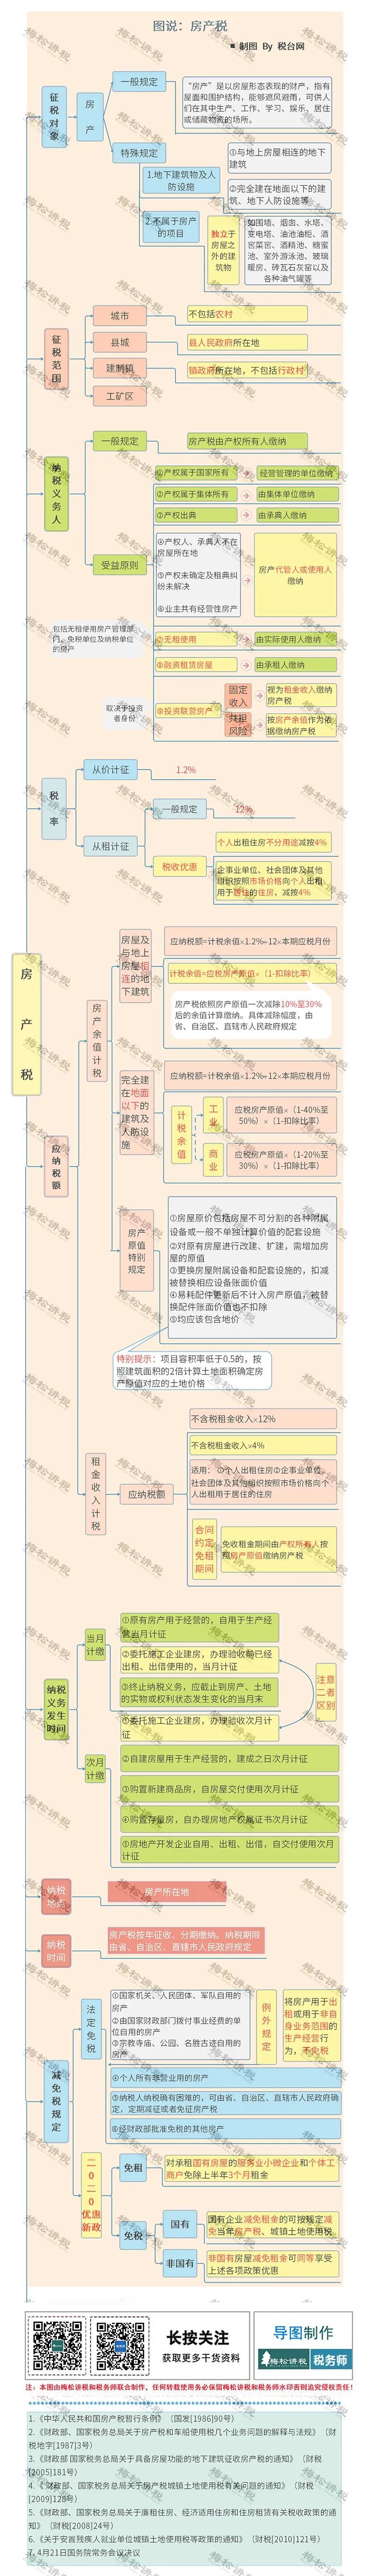 图说：房产税
■ 制图 By 税台网
征税对象
房产
一般规定
“房产”是以房屋形态表现的财产，指有
屋面和围护结构，能够遮风避雨，可供人
们在其中生产、工作、学习、娱乐、居住
或储藏物资的场所。
特殊规定
1.地下建筑物及人
防设施
①与地上房屋相连的地下
建筑
②完全建在地面以下的建
筑、地下人防设施等
2.不属于房产
的项目
独立于
房屋之
外的建
筑物
如围墙、烟囱、水塔、
变电塔、油池油柜、酒
窖菜窖、酒精池、糖蜜
池、室外游泳池、玻璃
暖房、砖瓦石灰窑以及
各种油气罐等
征税范围
城市
不包括农村
县城
县人民政府所在地
建制镇
镇政府所在地，不包括行政村
工矿区
纳税义务人
一般规定
房产税由产权所有人缴纳
受益原则
①产权属于国家所有
经营管理的单位缴纳
②产权属于集体所有
由集体单位缴纳
③产权出典
由承典人缴纳
④产权人、承典人不在
房屋所在地
⑤产权未确定及租典纠
纷未解决
⑥业主共有经营性房产
房产代管人或使用人
缴纳
包括无租使用房产管理部
门、免税单位及纳税单位
的房产
⑦无租使用
由实际使用人缴纳
⑧融资租赁房屋
由承租人缴纳
取决于投资
者身份
⑨投资联营房产
固定
收入
视为租金收入缴纳
房产税
共担
风险
按房产余值作为依
据缴纳房产税
税率
从价计征
1.2%
从租计征
一般规定
12%
税收优惠
个人出租住房不分用途减按4%
企事业单位、社会团体及其他
组织按照市场价格向个人出租
用于居住的住房，减按4%
房产税
应纳税额
房产余值计税
房屋及
与地上
房屋相
连的地
下建筑
应纳税额=计税余值×1.2%÷12×本期应税月份
计税余值=应税房产原值×（1-扣除比率）
房产税依照房产原值一次减除10%至30%
后的余值计算缴纳。具体减除幅度，由
省、自治区、直辖市人民政府规定
完全建
在地面
以下的
建筑及
人防设
施
应纳税额=计税余值×1.2%÷12×本期应税月份
计税余值
工业
应税房产原值×（1-40%至
50%）×（1-扣除比率）
商业
应税房产原值×（1-20%至
30%）×（1-扣除比率）
房产
原值
特别
规定
①房屋原价包括房屋不可分割的各种附属
设备或一般不单独计算价值的配套设施
②对原有房屋进行改建、扩建，需增加房
屋的原值
③更换房屋附属设备和配套设施的，扣减
被替换相应设备账面价值
④易耗配件更新后不计入房产原值，被替
换配件账面价值也不扣除
⑤均应该包含地价
特别提示：项目容积率低于0.5的，按
照建筑面积的2倍计算土地面积确定房
产原值对应的土地价格
租金收入计税
应纳税额
不含税租金收入×12%
不含税租金收入×4%
适用：①个人出租住房②企事业单位、
社会团体及其他组织按照市场价格向个
人出租用于居住的住房
合同
约定
免租
期间
免收租金期间由产权所有人按
照房产原值缴纳房产税
纳税
义务发生
时间
当月
计缴
①原有房产用于经营的，自用于生产经
营当月计征
②委托施工企业建房，办理验收前已经
出租、出借使用的，当月计征
③终止纳税义务，应截止到房产、土地
的实物或权利状态发生变化的当月末
注意
二者
区别
次月
计缴
①委托施工企业建房，办理验收次月计
征
②自建房屋用于生产经营的，建成之日次月计征
③购置新建商品房，自房屋交付使用次月计征
④购置存量房，自办理房地产权属证书次月计征
⑤房地产开发企业自用、出租、出借，自交付使用次月
计征
纳税
地点
房产所在地
纳税
时间
房产税按年征收、分期缴纳。纳税期限
由省、自治区、直辖市人民政府规定
减免税规定
法定免税
①国家机关、人民团体、军队自用的
房产
②由国家财政部门拨付事业经费的单
位自用的房产
③宗教寺庙、公园、名胜古迹自用的
房产
例外规定
将房产用于出
租或用于非自
身业务范围的
生产经营行
为，不免税
④个人所有非营业用的房产
⑤纳税人纳税确有困难的，可由省、自治区、直辖市人民政府确
定，定期减征或者免征房产税
⑥经财政部批准免税的其他房产
二〇二〇
优惠
新政
免租
对承租国有房屋的服务业小微企业和个体工
商户免除上半年3个月租金
免税
国有
国有企业减免租金的可按规定减
免当年房产税、城镇土地使用税
非国有
非国有房屋减免租金可同等享受
上述各项政策优惠
长按关注
获取更多干货资料
导图制作
梅松讲税
税务师
注：本图由梅松讲税和税务师联合制作，任何转载使用务必保留梅松讲税和税务师水印否则追究侵权责任！
1.《中华人民共和国房产税暂行条例》（国发[1986]90号）
2.《财政部、国家税务总局关于房产税和车船使用税几个业务问题的解释与法规》（财
税地字[1987]3号）
3.《财政部 国家税务总局关于具备房屋功能的地下建筑征收房产税的通知》（财税
[2005]181号）
4.《 财政部、国家税务总局关于房产税城镇土地使用税有关问题的通知》（财税
[2009]128号）
5.《财政部、国家税务总局关于廉租住房、经济适用住房和住房租赁有关税收政策的通
知》（财税[2008]24号）
6.《关于安置残疾人就业单位城镇土地使用税等政策的通知》（财税[2010]121号）
7. 4月21日国务院常务会议决议